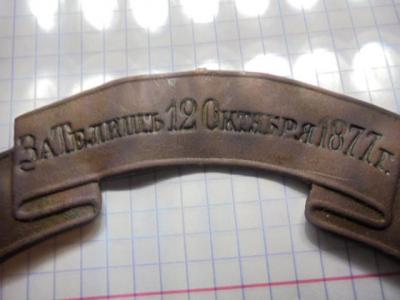 За Телишъ 12 Октября 1877 г.